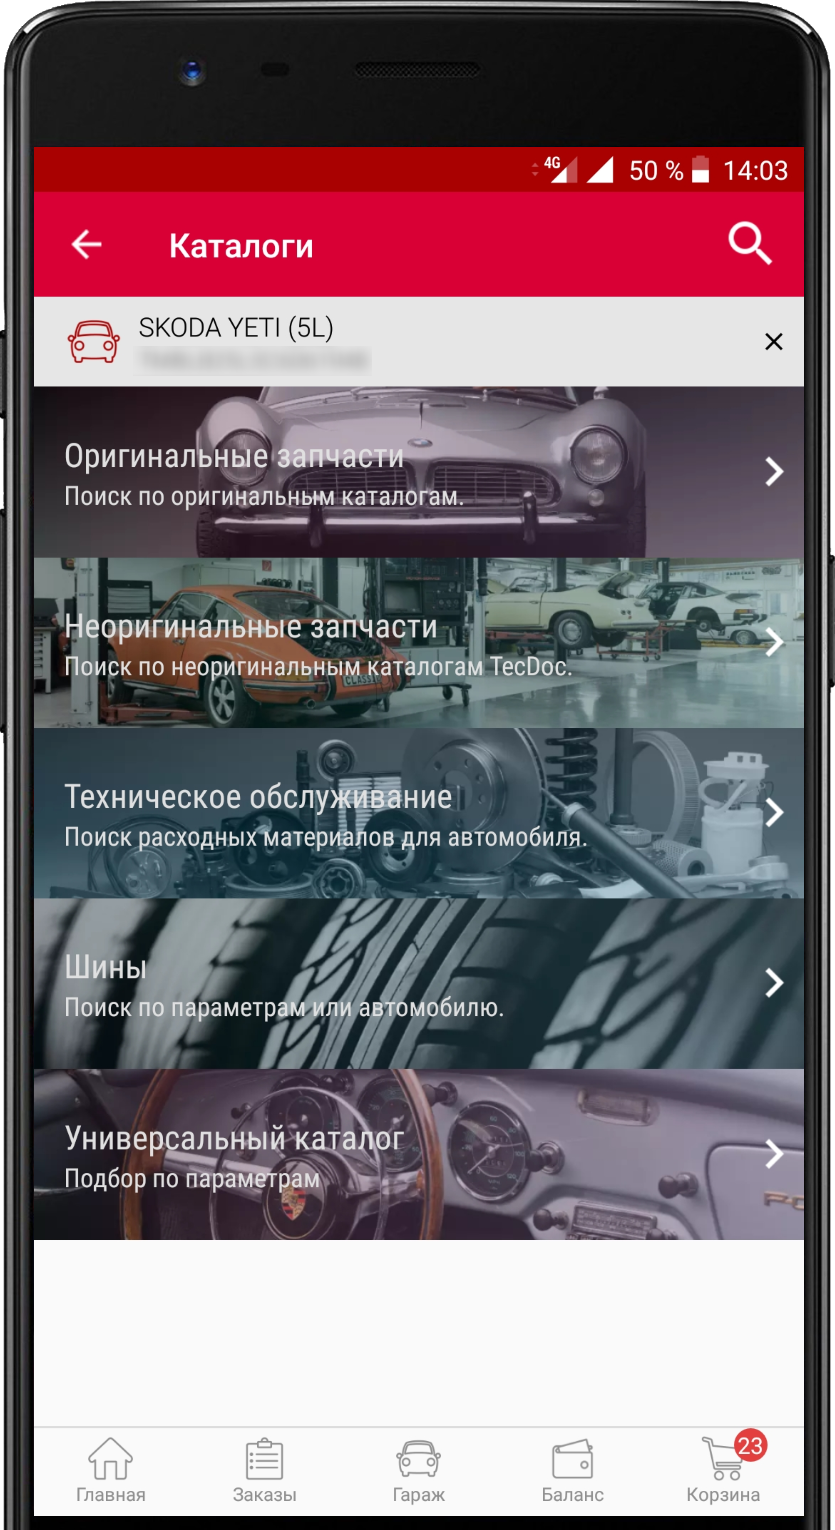 4G 50 % 14:03
Каталоги
SKODA YETI (5L)
Оригинальные запчасти
Поиск по оригинальным каталогам.
Неоригинальные запчасти
Поиск по неоригинальным каталогам TecDoc.
Техническое обслуживание
Поиск расходных материалов для автомобиля.
Шины
Поиск по параметрам или автомобилю.
Универсальный каталог
Подбор по параметрам
23
Главная Заказы Гараж Баланс Корзина